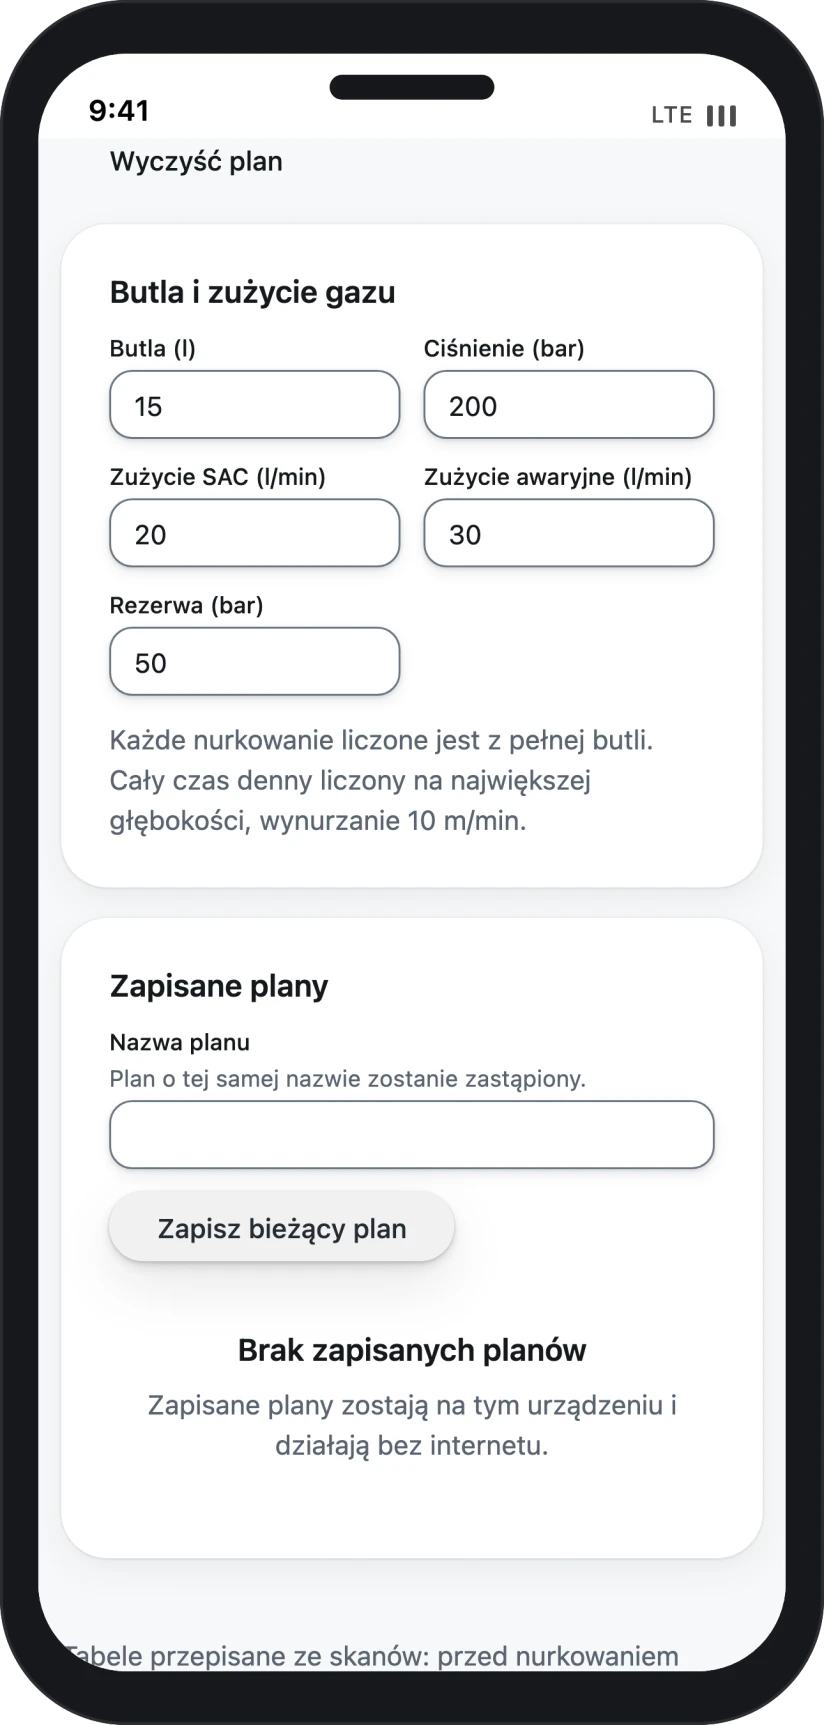 9:41
LTE
Wyczyść plan
Butla i zużycie gazu
Butla (l)
Ciśnienie (bar)
15
200
Zużycie SAC (l/min)
Zużycie awaryjne (l/min)
20
30
Rezerwa (bar)
50
Każde nurkowanie liczone jest z pełnej butli.
Cały czas denny liczony na największej
głębokości, wynurzanie 10 m/min.
Zapisane plany
Nazwa planu
Plan o tej samej nazwie zostanie zastąpiony.
Zapisz bieżący plan
Brak zapisanych planów
Zapisane plany zostają na tym urządzeniu i
działają bez internetu.
Tabele przepisane ze skanów: przed nurkowaniem